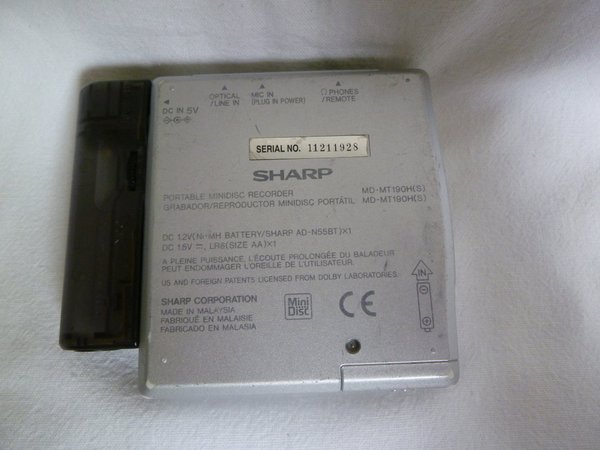 DC IN 5V
OPTICAL
/LINE IN
MIC IN
(PLUG IN POWER)
PHONES
/REMOTE
SERIAL NO. 11211928
SHARP
PORTABLE MINIDISC RECORDER MD-MT190H(S)
GRABADOR/REPRODUCTOR MINIDISC PORTÁTIL MD-MT190H(S)
DC 1.2V(Ni-MH BATTERY/SHARP AD-N55BT)×1
DC 1.5V ⎓, LR6(SIZE AA)×1
A PLEINE PUISSANCE, L'ÉCOUTE PROLONGÉE DU BALADEUR
PEUT ENDOMMAGER L'OREILLE DE L'UTILISATEUR.
US AND FOREIGN PATENTS LICENSED FROM DOLBY LABORATORIES.
SHARP CORPORATION
MADE IN MALAYSIA
FABRIQUÉ EN MALAISIE
FABRICADO EN MALASIA
Mini
Disc
CE
IN